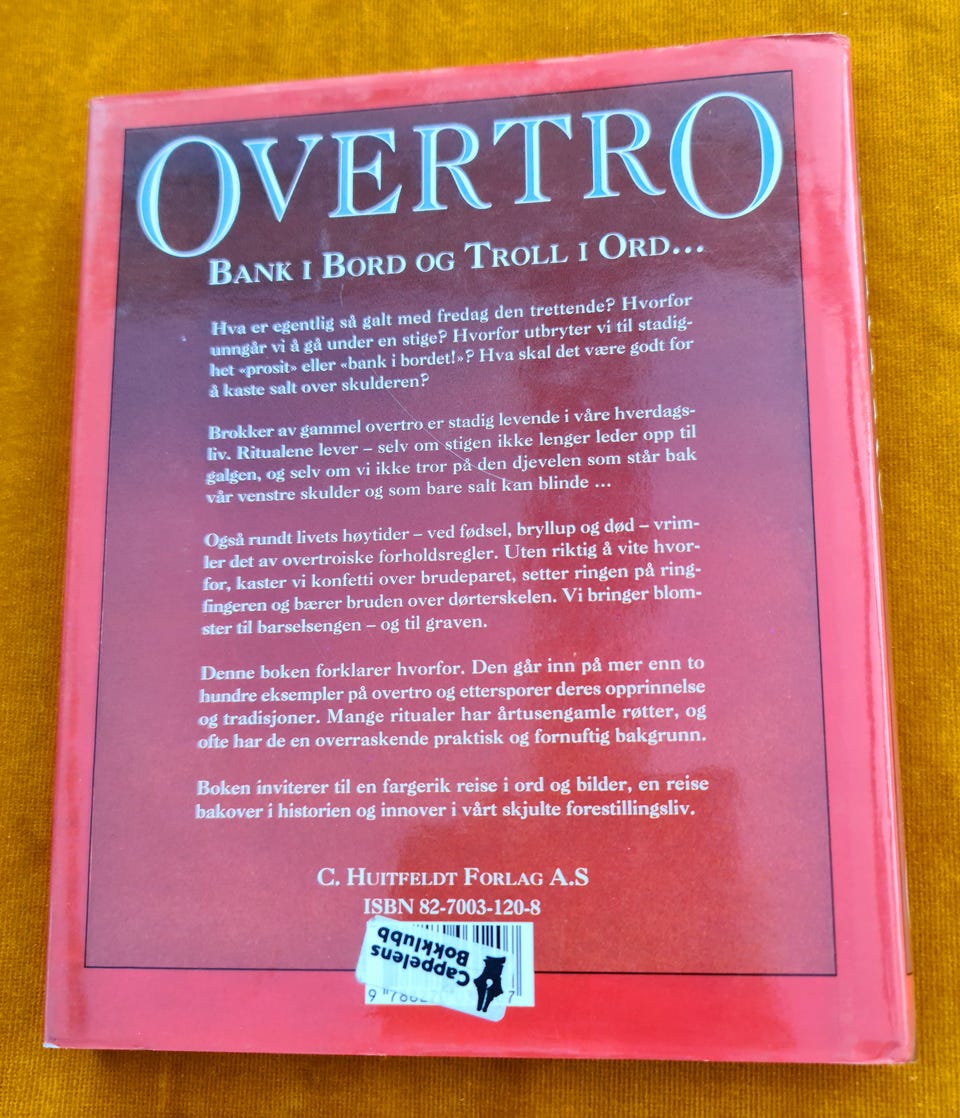 OVERTRO
BANK I BORD OG TROLL I ORD...
Hva er egentlig så galt med fredag den trettende? Hvorfor
unngår vi å gå under en stige? Hvorfor utbryter vi til stadig-
het «prosit» eller «bank i bordet!»? Hva skal det være godt for
å kaste salt over skulderen?
Brokker av gammel overtro er stadig levende i våre hverdags-
liv. Ritualene lever – selv om stigen ikke lenger leder opp til
galgen, og selv om vi ikke tror på den djevelen som står bak
vår venstre skulder og som bare salt kan blinde ...
Også rundt livets høytider – ved fødsel, bryllup og død – vrim-
ler det av overtroiske forholdsregler. Uten riktig å vite hvor-
for, kaster vi konfetti over brudeparet, setter ringen på ring-
fingeren og bærer bruden over dørterskelen. Vi bringer blom-
ster til barselsengen – og til graven.
Denne boken forklarer hvorfor. Den går inn på mer enn to
hundre eksempler på overtro og ettersporer deres opprinnelse
og tradisjoner. Mange ritualer har årtusengamle røtter, og
ofte har de en overraskende praktisk og fornuftig bakgrunn.
Boken inviterer til en fargerik reise i ord og bilder, en reise
bakover i historien og innover i vårt skjulte forestillingsliv.
C. HUITFELDT FORLAG A.S
ISBN 82-7003-120-8
Cappelens
Bokklubb